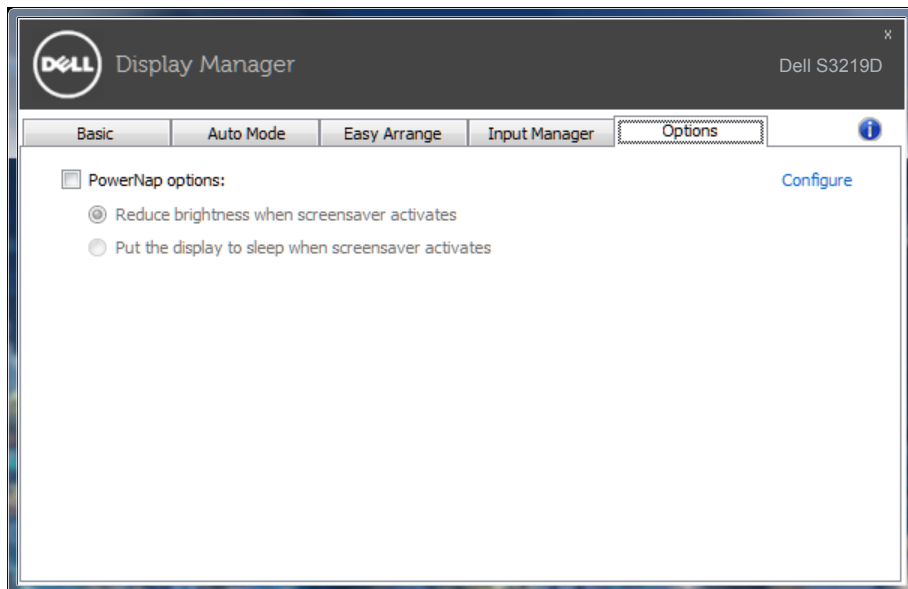 DELL
Display Manager
x
Dell S3219D
Basic
Auto Mode
Easy Arrange
Input Manager
Options
i
PowerNap options:
Configure
Reduce brightness when screensaver activates
Put the display to sleep when screensaver activates